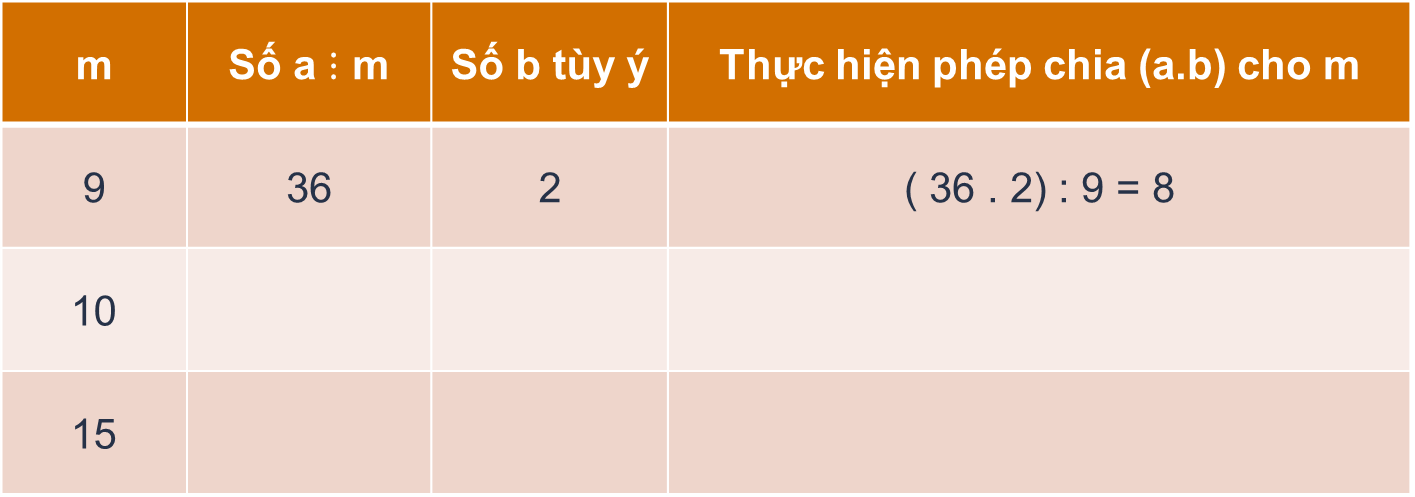 m Số a ⋮ m Số b tùy ý Thực hiện phép chia (a.b) cho m
9 36 2 ( 36 . 2) : 9 = 8
10
15